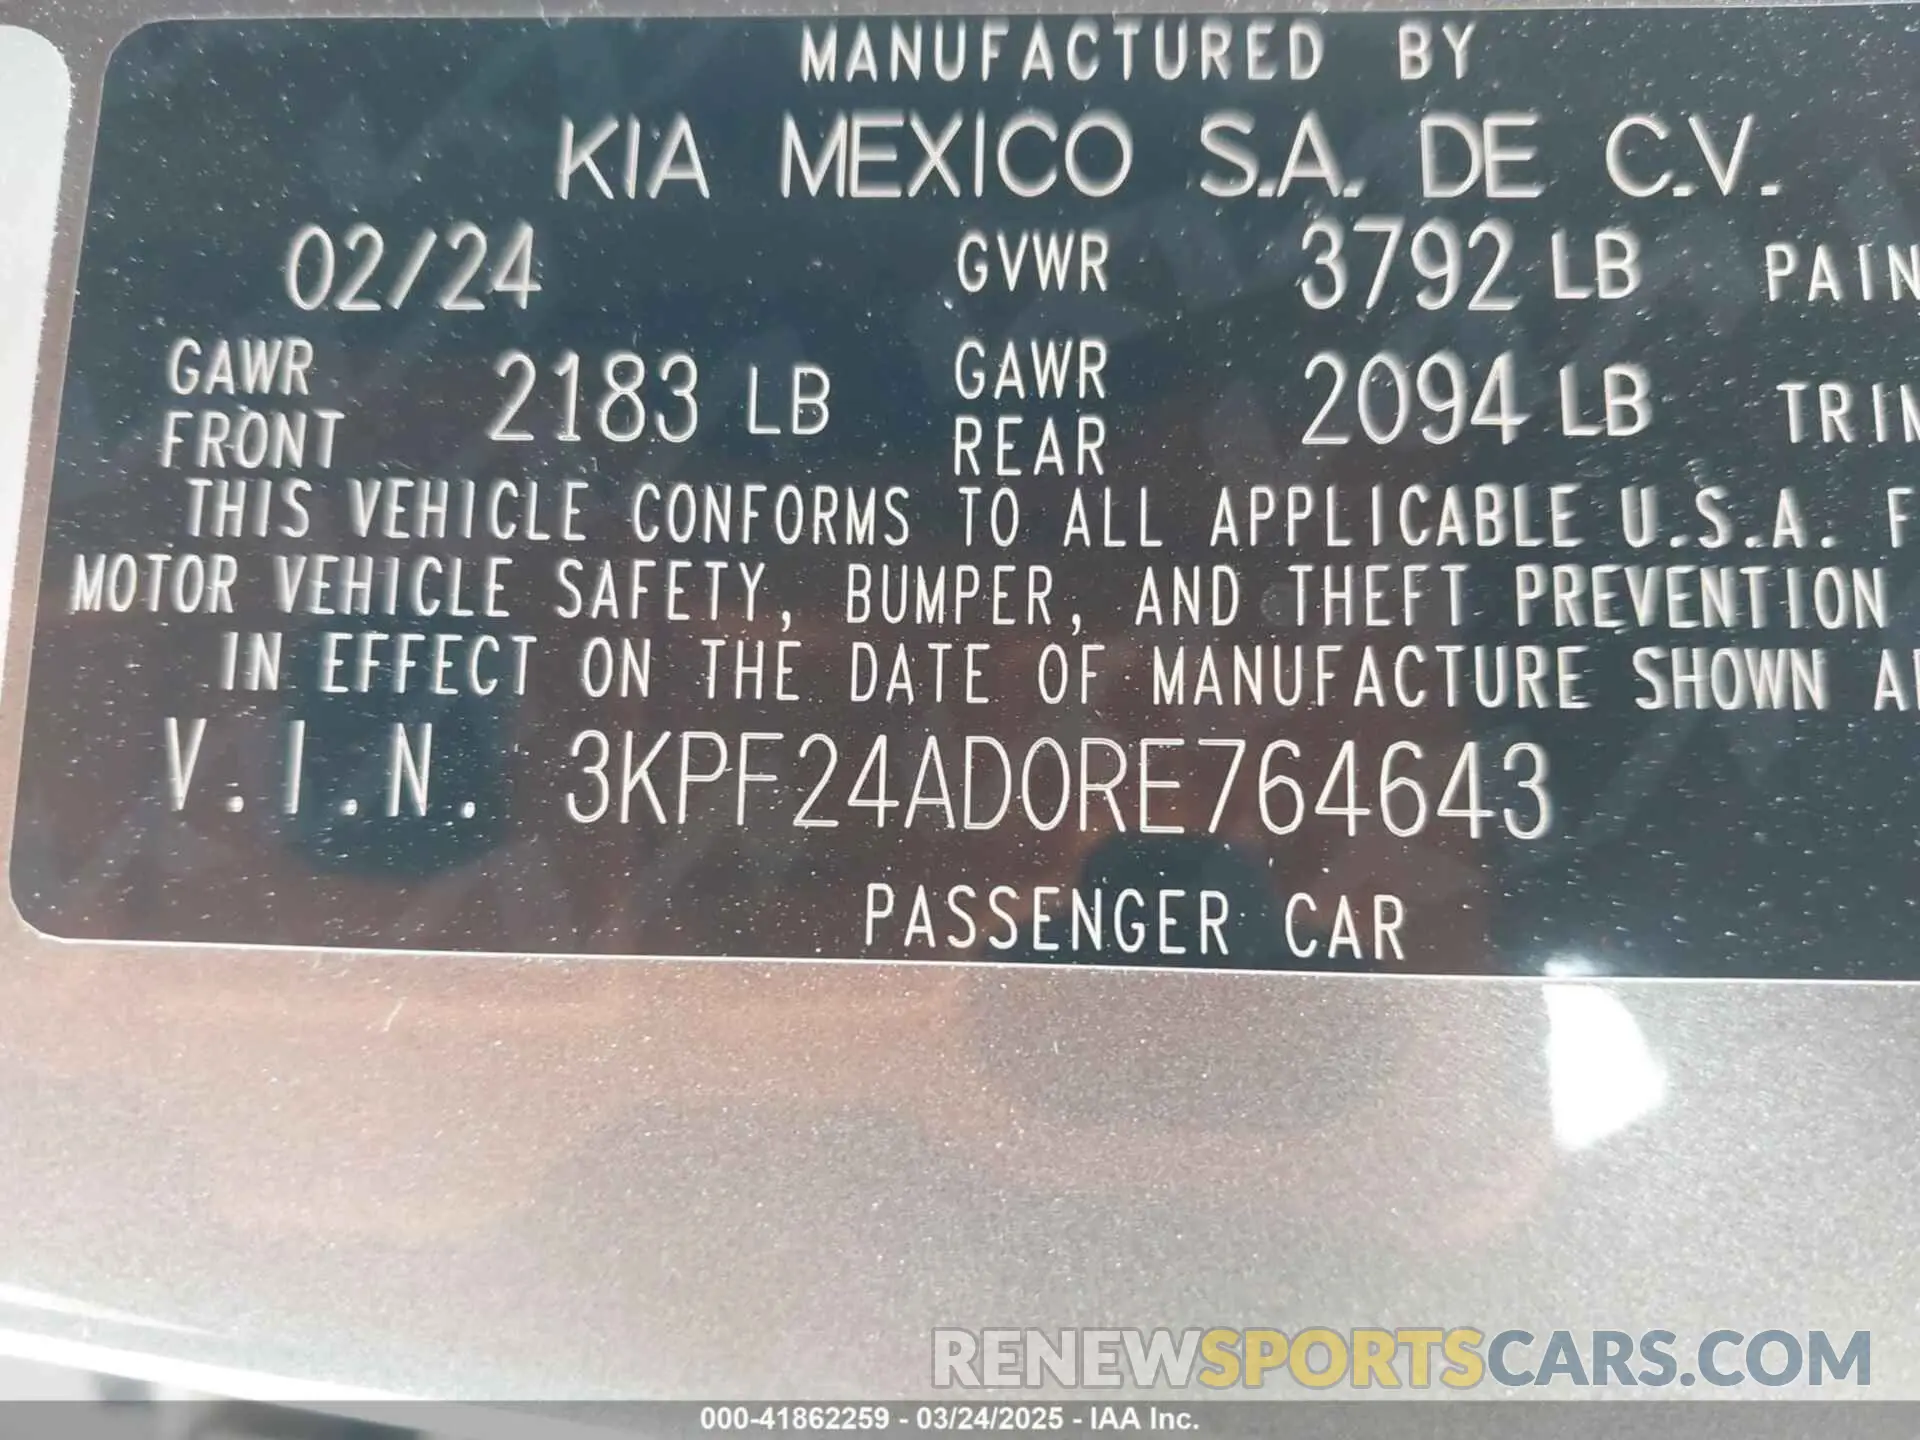 MANUFACTURED BY
KIA MEXICO S.A. DE C.V.
02/24 GVWR 3792 LB PAIN
GAWR FRONT 2183 LB GAWR REAR 2094 LB TRIM
THIS VEHICLE CONFORMS TO ALL APPLICABLE U.S.A. F
MOTOR VEHICLE SAFETY, BUMPER, AND THEFT PREVENTION
IN EFFECT ON THE DATE OF MANUFACTURE SHOWN A
V.I.N. 3KPF24AD0RE764643
PASSENGER CAR
RENEWSPORTSCARS.COM
000-41862259 - 03/24/2025 - IAA Inc.